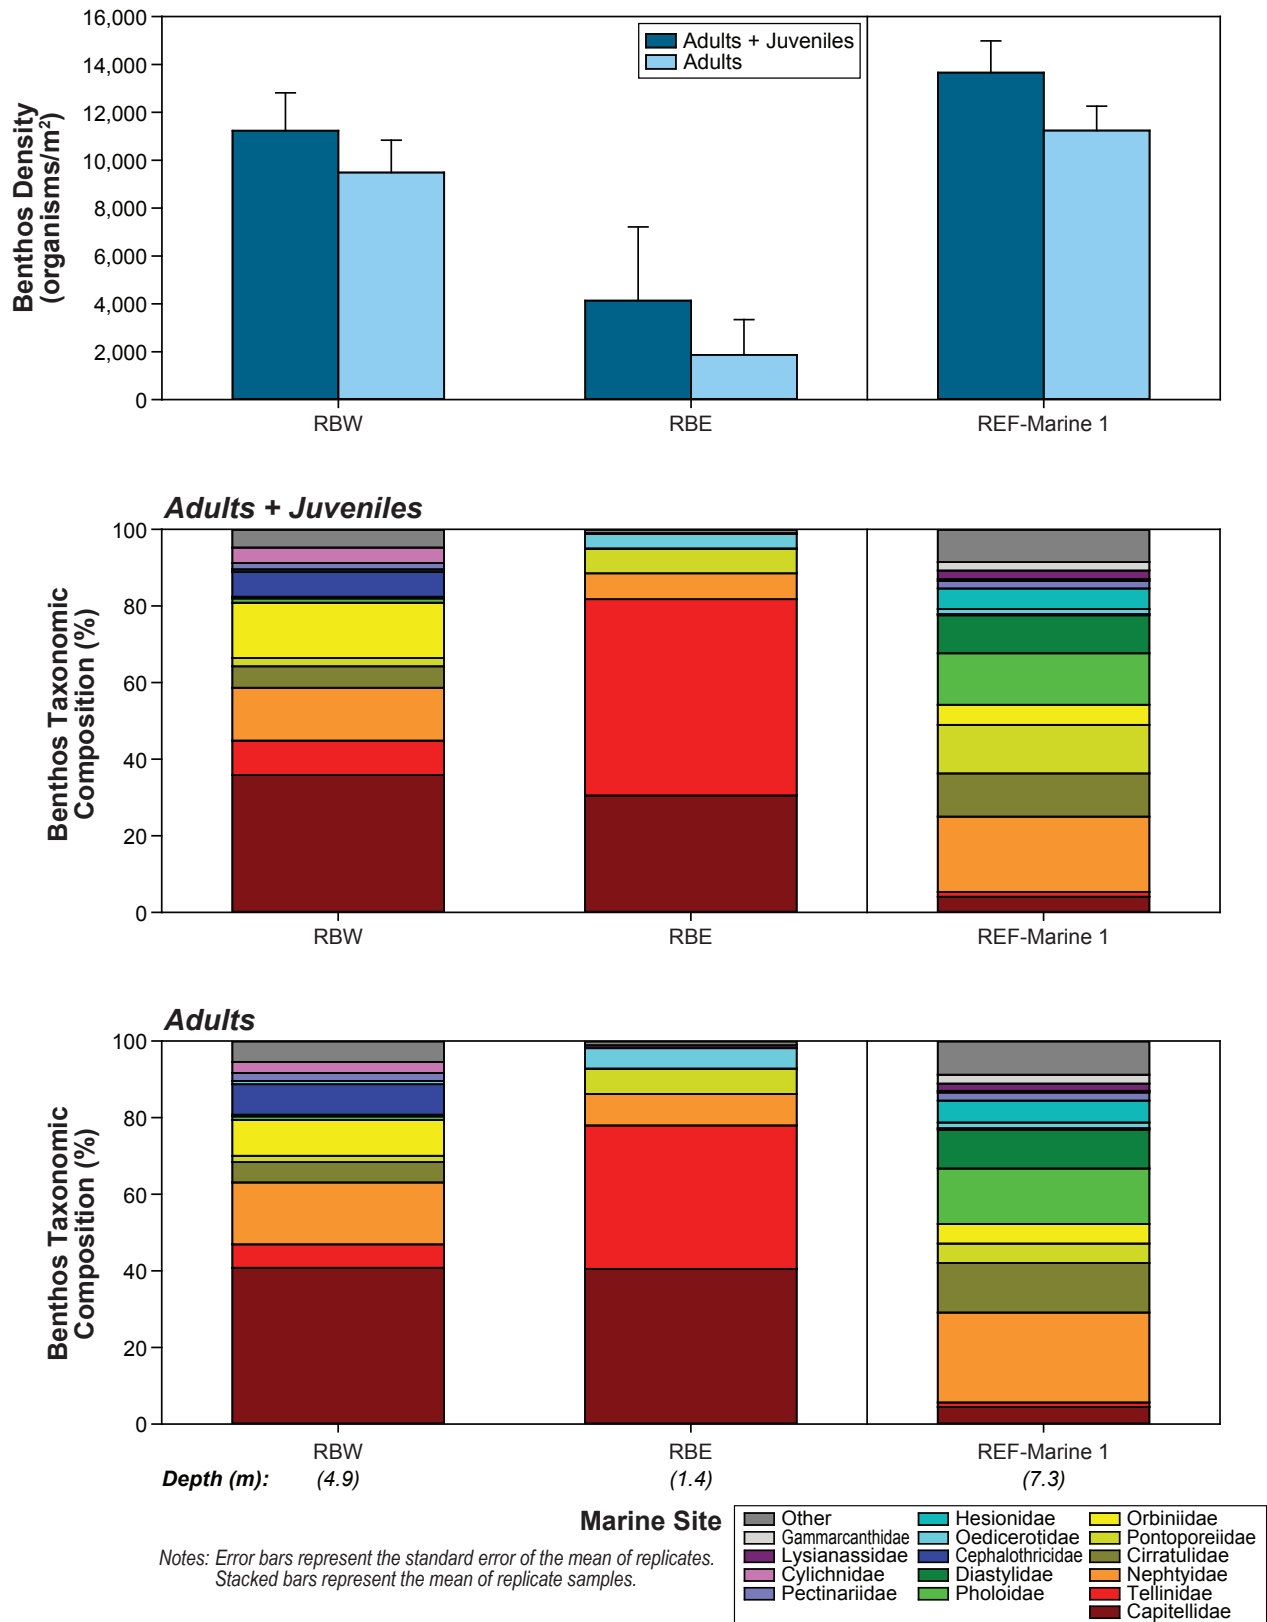 16,000
14,000
12,000
10,000
8,000
6,000
4,000
2,000
0
Benthos Density
(organisms/m²)
Adults + Juveniles
Adults
RBW
RBE
REF-Marine 1
Adults + Juveniles
100
80
60
40
20
0
Benthos Taxonomic
Composition (%)
RBW
RBE
REF-Marine 1
Adults
100
80
60
40
20
0
Benthos Taxonomic
Composition (%)
RBW
RBE
REF-Marine 1
Depth (m): (4.9) (1.4) (7.3)
Marine Site
Notes: Error bars represent the standard error of the mean of replicates.
Stacked bars represent the mean of replicate samples.
Other
Gammarcanthidae
Lysianassidae
Cylichnidae
Pectinariidae
Hesionidae
Oedicerotidae
Cephalothricidae
Diastylidae
Pholoidae
Orbiniidae
Pontoporeiidae
Cirratulidae
Nephtyidae
Tellinidae
Capitellidae